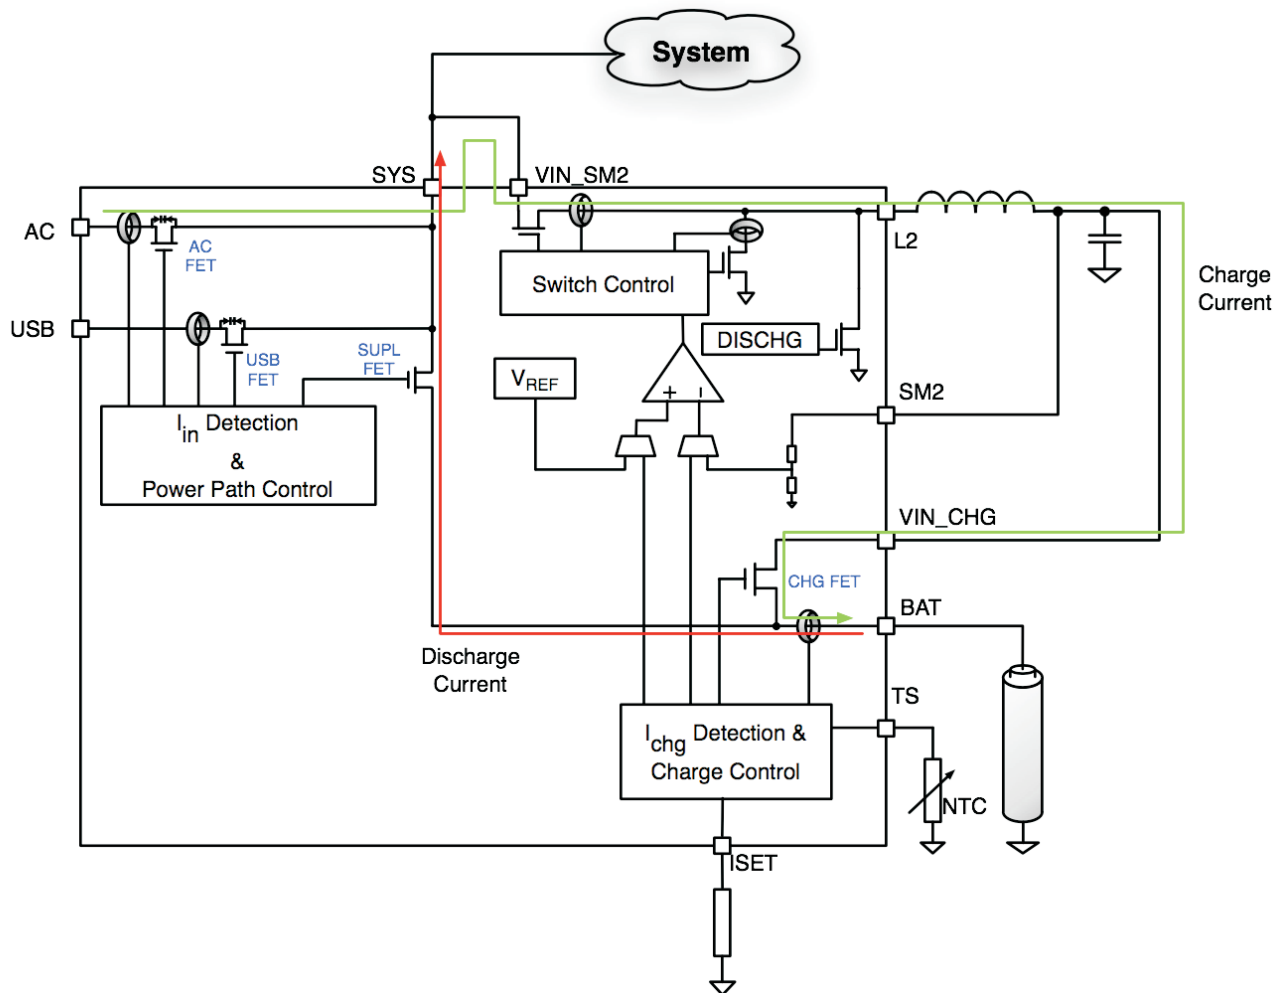 System
SYS
VIN_SM2
AC
AC
FET
L2
Switch Control
Charge
Current
USB
USB
FET
SUPL
FET
DISCHG
VREF
+
−
SM2
Iin Detection
&
Power Path Control
VIN_CHG
CHG FET
BAT
Discharge
Current
TS
Ichg Detection &
Charge Control
NTC
ISET